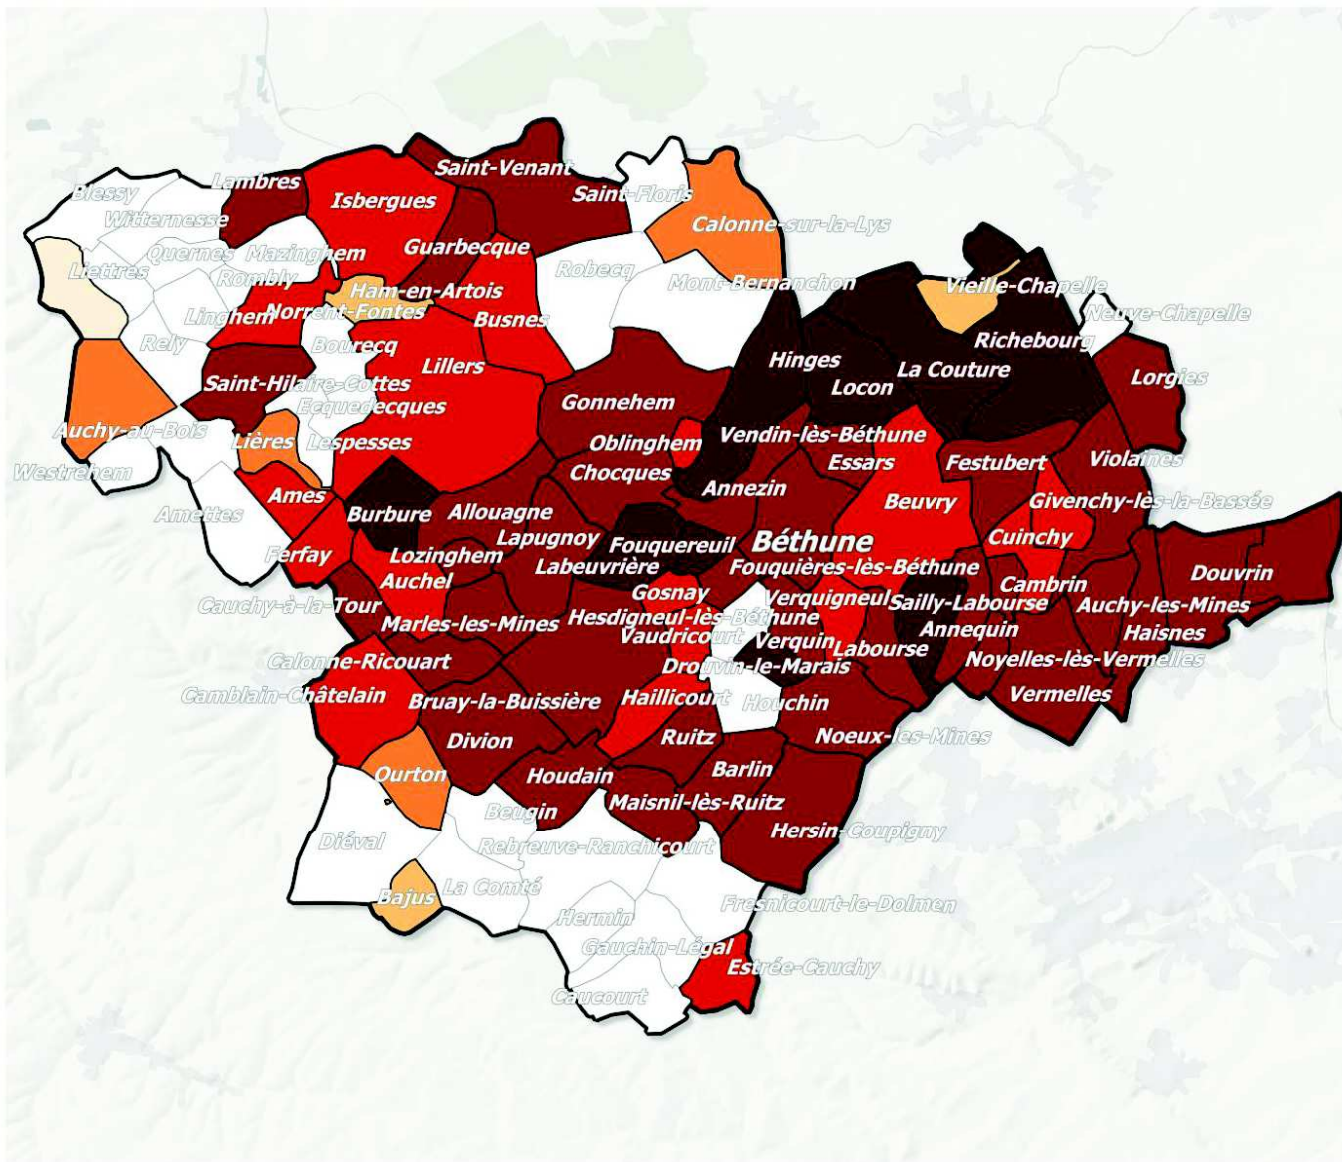 Saint-Venant
Lambres
Blessy
Isbergues
Saint-Floris
Witternesse
Calonne-sur-la-Lys
Guarbecque
Quernes
Mazinghem
Liettres
Robecq
Rombly
Mont-Bernanchon
Vieille-Chapelle
Ham-en-Artois
Norrent-Fontes
Linghem
Busnes
Neuve-Chapelle
Rely
Bourecq
Richebourg
Hinges
Lillers
La Couture
Lorgies
Saint-Hilaire-Cottes
Locon
Gonnehem
Ecquedecques
Auchy-au-Bois
Lières
Lespesses
Oblinghem
Vendin-lès-Béthune
Westrehem
Chocques
Essars
Festubert
Violaines
Annezin
Ames
Beuvry
Givenchy-lès-la-Bassée
Amettes
Burbure
Allouagne
Lapugnoy
Fouquereuil
Béthune
Cuinchy
Ferfay
Lozinghem
Labeuvrière
Fouquières-lès-Béthune
Douvrin
Auchel
Cambrin
Gosnay
Verquigneul
Sailly-Labourse
Auchy-les-Mines
Cauchy-à-la-Tour
Marles-les-Mines
Hesdigneul-lès-Béthune
Annequin
Haisnes
Vaudricourt
Verquin
Labourse
Calonne-Ricouart
Drouvin-le-Marais
Noyelles-lès-Vermelles
Camblain-Châtelain
Bruay-la-Buissière
Haillicourt
Houchin
Vermelles
Divion
Ruitz
Noeux-les-Mines
Ourton
Houdain
Barlin
Maisnil-lès-Ruitz
Beugin
Hersin-Coupigny
Diéval
Rebreuve-Ranchicourt
La Comté
Bajus
Fresnicourt-le-Dolmen
Hermin
Gauchin-Légal
Estrée-Cauchy
Caucourt